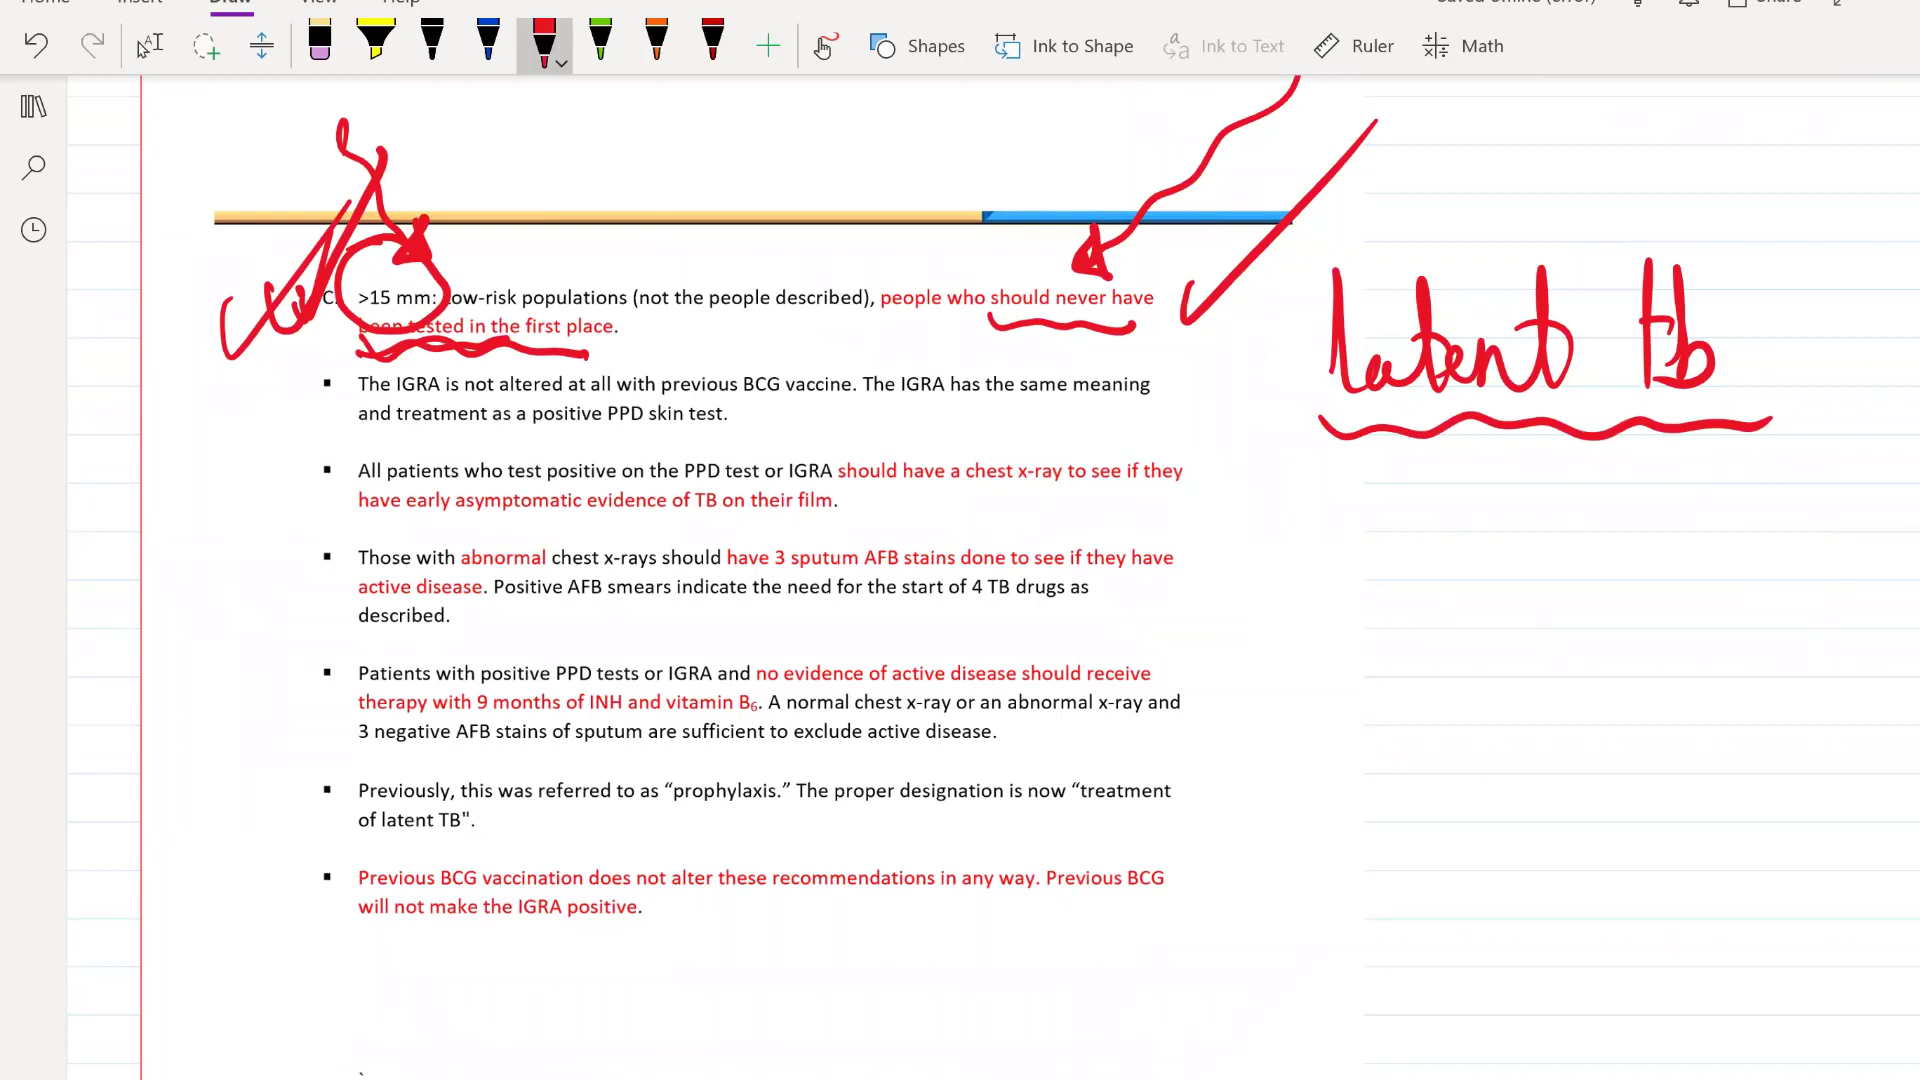 Home Insert Draw View Help Saved offline (error) Share
Shapes Ink to Shape Ink to Text Ruler Math
C. >15 mm: Low-risk populations (not the people described), people who should never have
been tested in the first place.
latent tb
▪ The IGRA is not altered at all with previous BCG vaccine. The IGRA has the same meaning
and treatment as a positive PPD skin test.
▪ All patients who test positive on the PPD test or IGRA should have a chest x-ray to see if they
have early asymptomatic evidence of TB on their film.
▪ Those with abnormal chest x-rays should have 3 sputum AFB stains done to see if they have
active disease. Positive AFB smears indicate the need for the start of 4 TB drugs as
described.
▪ Patients with positive PPD tests or IGRA and no evidence of active disease should receive
therapy with 9 months of INH and vitamin B₆. A normal chest x-ray or an abnormal x-ray and
3 negative AFB stains of sputum are sufficient to exclude active disease.
▪ Previously, this was referred to as “prophylaxis.” The proper designation is now “treatment
of latent TB".
▪ Previous BCG vaccination does not alter these recommendations in any way. Previous BCG
will not make the IGRA positive.